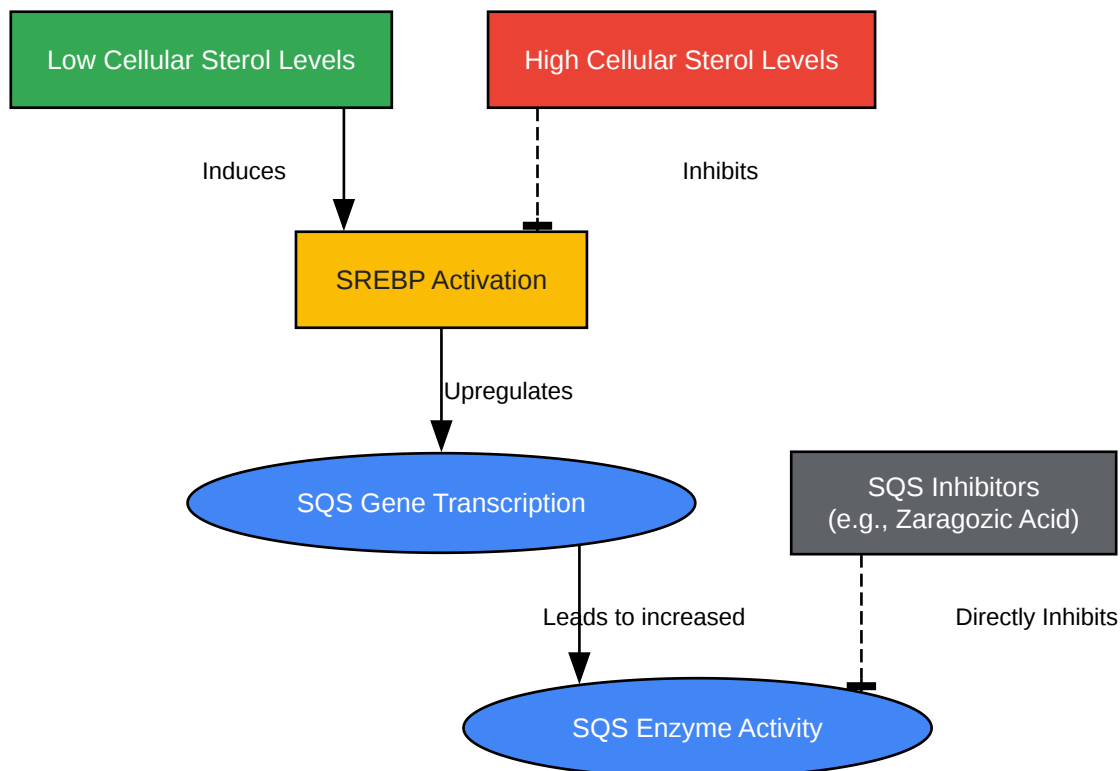 Low Cellular Sterol Levels
High Cellular Sterol Levels
Induces
Inhibits
SREBP Activation
Upregulates
SQS Gene Transcription
SQS Inhibitors
(e.g., Zaragozic Acid)
Leads to increased
Directly Inhibits
SQS Enzyme Activity